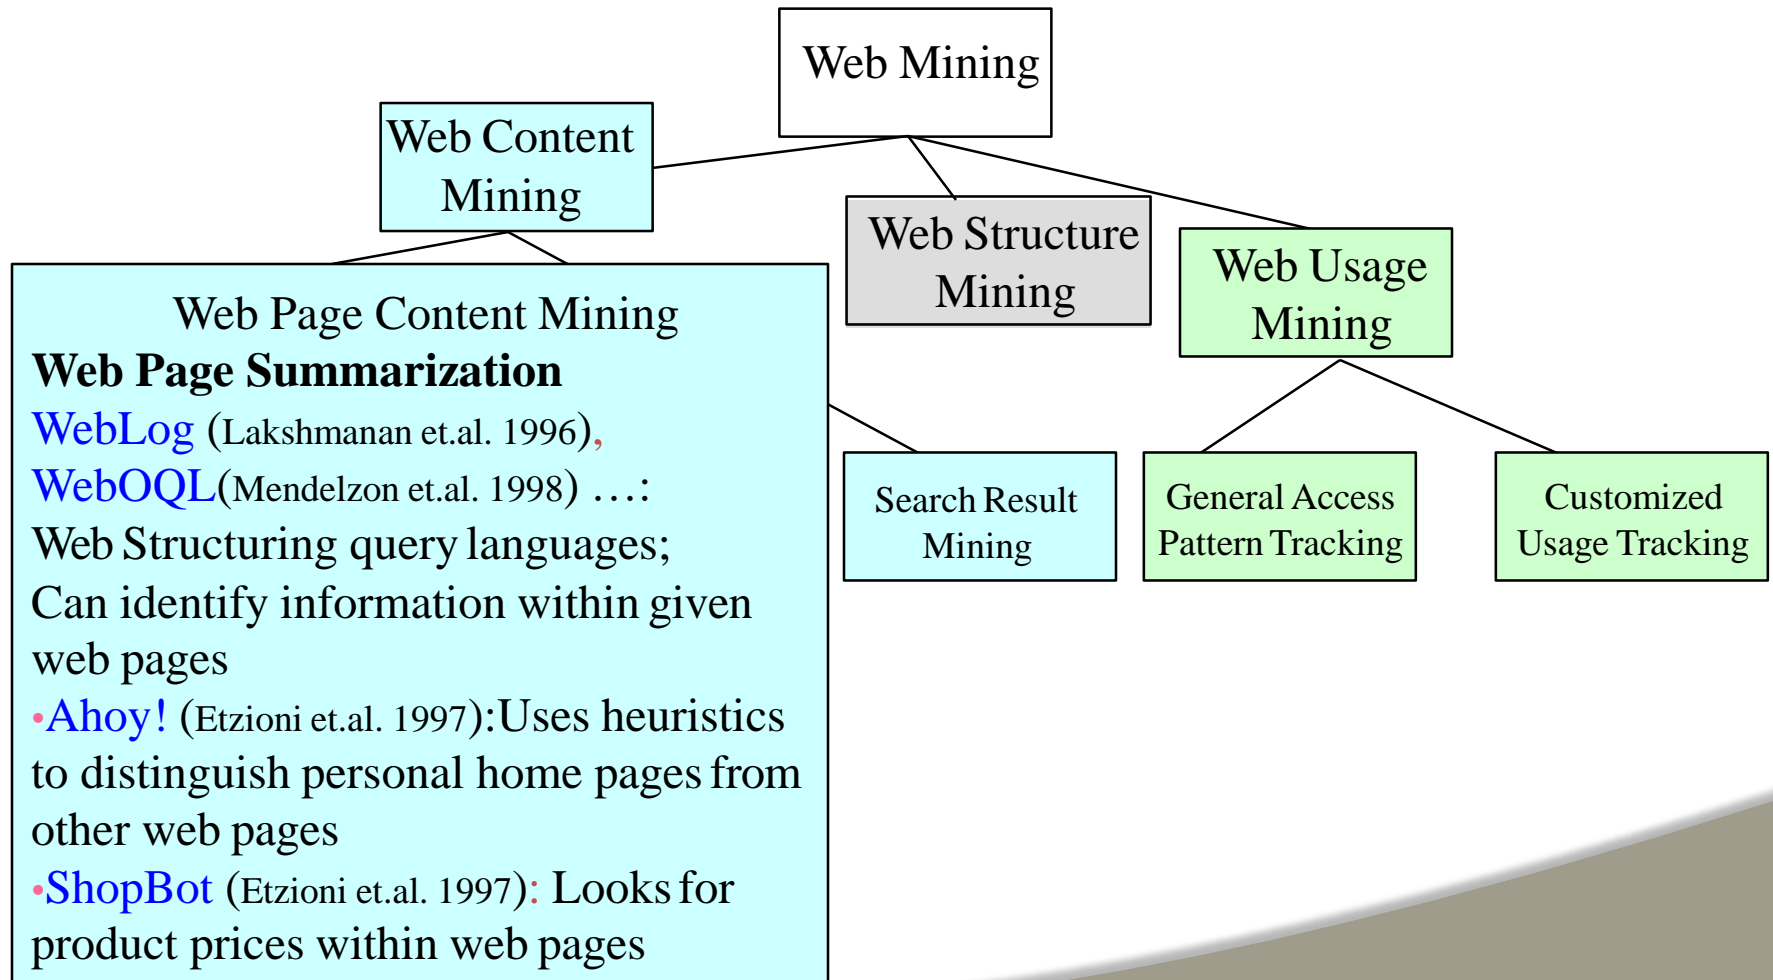 Web Mining
Web Content
Mining
Web Structure
Mining
Web Usage
Mining
Web Page Content Mining
Web Page Summarization
WebLog (Lakshmanan et.al. 1996),
WebOQL(Mendelzon et.al. 1998) …:
Web Structuring query languages;
Can identify information within given
web pages
•Ahoy! (Etzioni et.al. 1997):Uses heuristics
to distinguish personal home pages from
other web pages
•ShopBot (Etzioni et.al. 1997): Looks for
product prices within web pages
Search Result
Mining
General Access
Pattern Tracking
Customized
Usage Tracking